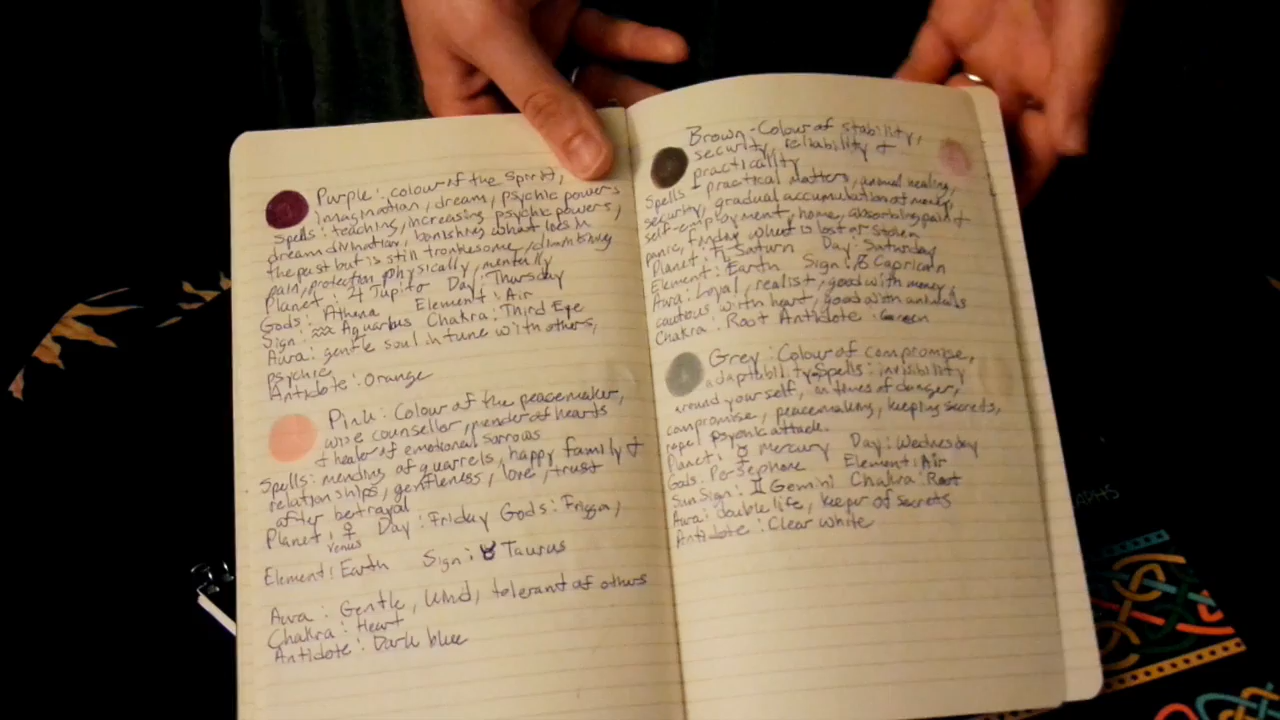 Purple: colour of the Spirit,
imagination, dream, psychic powers
Spells: teaching, increasing psychic powers,
dream divination, banishing what lies in
the past but is still troublesome, diminishing
pain, protection physically, mentally
Planet: ♃ Jupiter Day: Thursday
Gods: Athena Element: Air
Sign: ♒ Aquarius Chakra: Third Eye
Aura: gentle soul in tune with others,
psychic
Antidote: Orange
Pink: Colour of the peacemaker,
wise counsellor, mender of hearts
& healer of emotional sorrows
Spells: mending of quarrels, happy family &
relationships, gentleness, love, trust
after betrayal
Planet: ♀ Day: Friday Gods: Frigga,
Venus
Element: Earth Sign: ♉ Taurus
Aura: Gentle, kind, tolerant of others
Chakra: Heart
Antidote: Dark blue
Brown - Colour of stability,
security, reliability &
practicality
Spells - practical matters, animal healing,
security, gradual accumulation of money,
self-employment, home, absorbing pain &
panic, finding what is lost or stolen
Planet: ♄ Saturn Day: Saturday
Element: Earth Sign: ♑ Capricorn
Aura: Loyal, realist, good with money &
cautious with heart, good with animals
Chakra: Root Antidote: Green
Grey: Colour of compromise,
adaptability Spells: invisibility
around yourself, in times of danger,
compromise, peacemaking, keeping secrets,
repel psychic attack.
Planet: ☿ Mercury Day: Wednesday
Gods: Persephone Element: Air
Sun Sign: ♊ Gemini Chakra: Root
Aura: double life, keeper of secrets
Antidote: Clear white